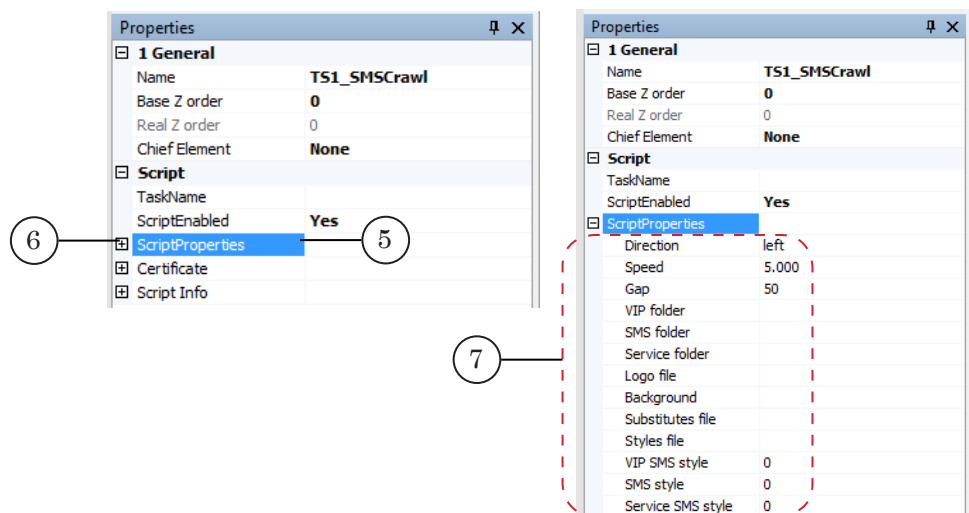 Properties
1 General
Name TS1_SMSCrawl
Base Z order 0
Real Z order 0
Chief Element None
Script
TaskName
ScriptEnabled Yes
ScriptProperties
Certificate
Script Info
6
5
Properties
1 General
Name TS1_SMSCrawl
Base Z order 0
Real Z order 0
Chief Element None
Script
TaskName
ScriptEnabled Yes
ScriptProperties
Direction left
Speed 5.000
Gap 50
VIP folder
SMS folder
Service folder
Logo file
Background
Substitutes file
Styles file
VIP SMS style 0
SMS style 0
Service SMS style 0
7